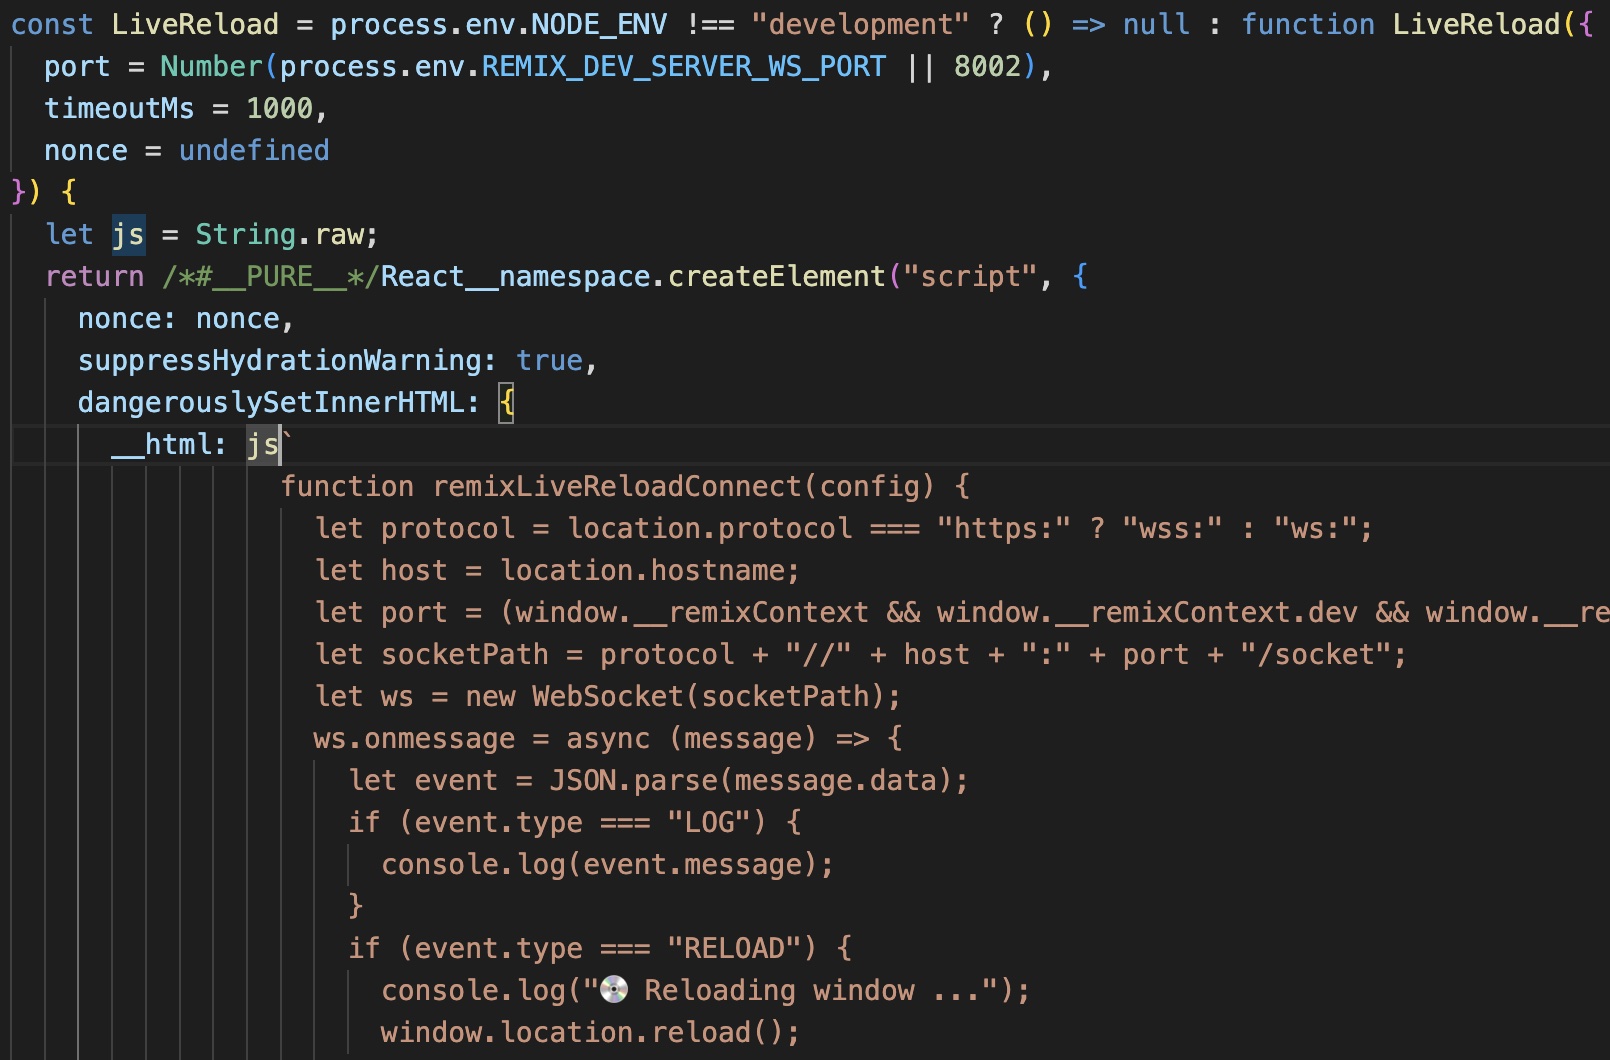 const LiveReload = process.env.NODE_ENV !== "development" ? () => null : function LiveReload({
  port = Number(process.env.REMIX_DEV_SERVER_WS_PORT || 8002),
  timeoutMs = 1000,
  nonce = undefined
}) {
  let js = String.raw;
  return /*#__PURE__*/React__namespace.createElement("script", {
    nonce: nonce,
    suppressHydrationWarning: true,
    dangerouslySetInnerHTML: {
      __html: js`
                function remixLiveReloadConnect(config) {
                  let protocol = location.protocol === "https:" ? "wss:" : "ws:";
                  let host = location.hostname;
                  let port = (window.__remixContext && window.__remixContext.dev && window.__re
                  let socketPath = protocol + "//" + host + ":" + port + "/socket";
                  let ws = new WebSocket(socketPath);
                  ws.onmessage = async (message) => {
                    let event = JSON.parse(message.data);
                    if (event.type === "LOG") {
                      console.log(event.message);
                    }
                    if (event.type === "RELOAD") {
                      console.log("💿 Reloading window ...");
                      window.location.reload();